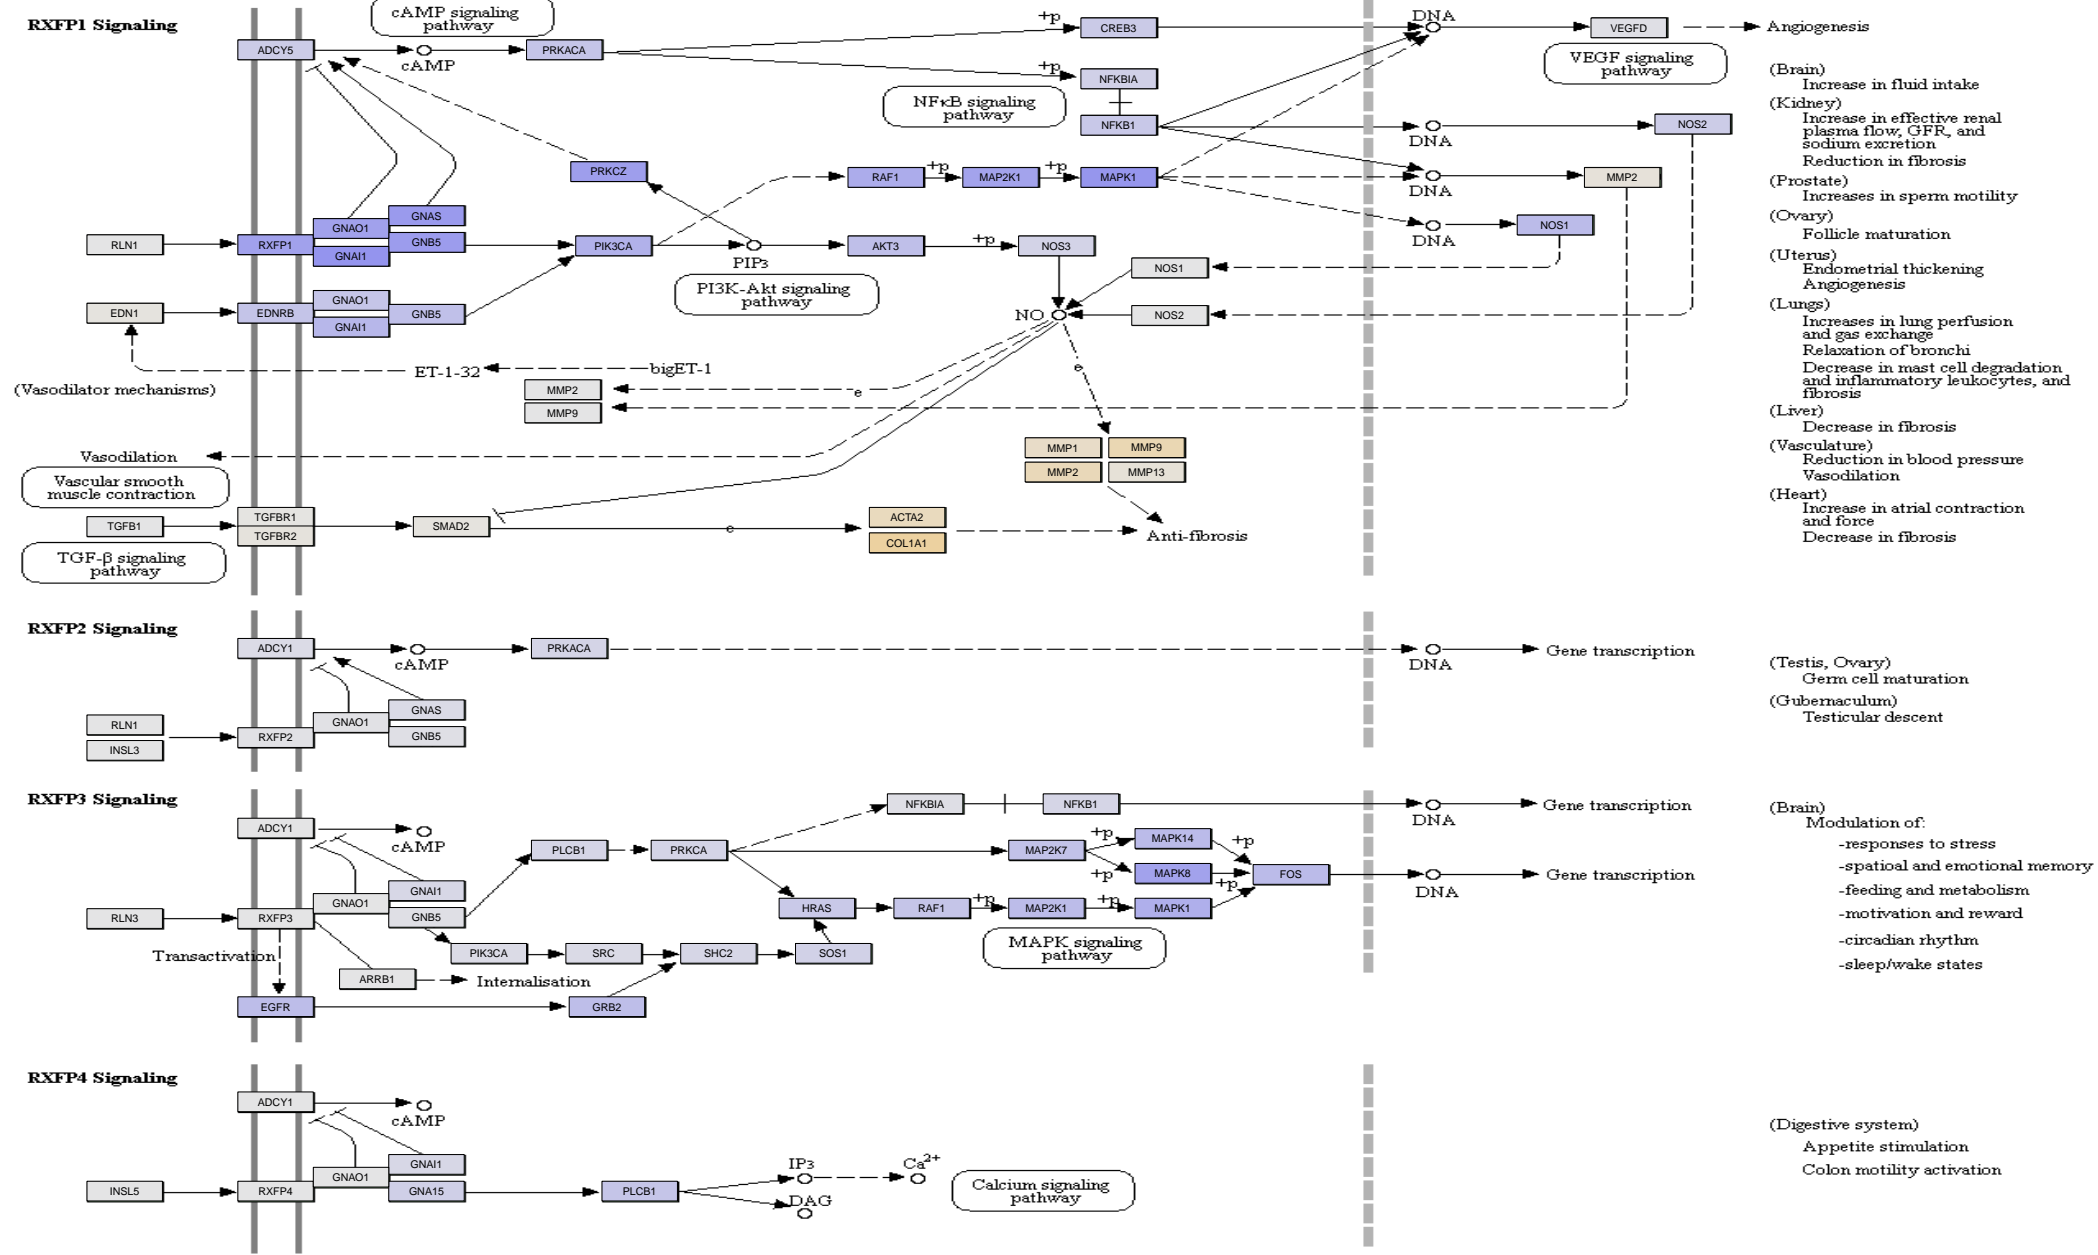 RXFP1 Signaling
cAMP signaling
pathway
ADCY5
cAMP
PRKACA
+p
CREB3
DNA
VEGFD
Angiogenesis
VEGF signaling
pathway
+p
NFKBIA
NFκB signaling
pathway
NFKB1
DNA
NOS2
PRKCZ
RAF1
+p
MAP2K1
+p
MAPK1
DNA
MMP2
RLN1
RXFP1
GNAO1
GNAS
GNAI1
GNB5
PIK3CA
PIP3
AKT3
+p
NOS3
DNA
NOS1
NOS1
PI3K-Akt signaling
pathway
EDN1
EDNRB
GNAO1
GNAI1
GNB5
NO
NOS2
ET-1-32
bigET-1
(Vasodilator mechanisms)
MMP2
MMP9
e
e
Vasodilation
Vascular smooth
muscle contraction
MMP1
MMP9
MMP2
MMP13
TGFB1
TGFBR1
TGFBR2
SMAD2
e
ACTA2
COL1A1
Anti-fibrosis
TGF-β signaling
pathway
(Brain)
Increase in fluid intake
(Kidney)
Increase in effective renal
plasma flow, GFR, and
sodium excretion
Reduction in fibrosis
(Prostate)
Increases in sperm motility
(Ovary)
Follicle maturation
(Uterus)
Endometrial thickening
Angiogenesis
(Lungs)
Increases in lung perfusion
and gas exchange
Relaxation of bronchi
Decrease in mast cell degradation
and inflammatory leukocytes, and
fibrosis
(Liver)
Decrease in fibrosis
(Vasculature)
Reduction in blood pressure
Vasodilation
(Heart)
Increase in atrial contraction
and force
Decrease in fibrosis
RXFP2 Signaling
ADCY1
cAMP
PRKACA
DNA
Gene transcription
RLN1
INSL3
RXFP2
GNAO1
GNAS
GNB5
(Testis, Ovary)
Germ cell maturation
(Gubernaculum)
Testicular descent
RXFP3 Signaling
ADCY1
cAMP
PLCB1
PRKCA
NFKBIA
NFKB1
DNA
Gene transcription
MAP2K7
+p
+p
MAPK14
MAPK8
+p
+p
FOS
DNA
Gene transcription
RLN3
RXFP3
GNAO1
GNAI1
GNB5
HRAS
RAF1
+p
MAP2K1
+p
MAPK1
MAPK signaling
pathway
Transactivation
PIK3CA
SRC
SHC2
SOS1
ARRB1
Internalisation
EGFR
GRB2
(Brain)
Modulation of:
-responses to stress
-spatioal and emotional memory
-feeding and metabolism
-motivation and reward
-circadian rhythm
-sleep/wake states
RXFP4 Signaling
ADCY1
cAMP
INSL5
RXFP4
GNAO1
GNAI1
GNA15
PLCB1
IP3
DAG
Ca2+
Calcium signaling
pathway
(Digestive system)
Appetite stimulation
Colon motility activation